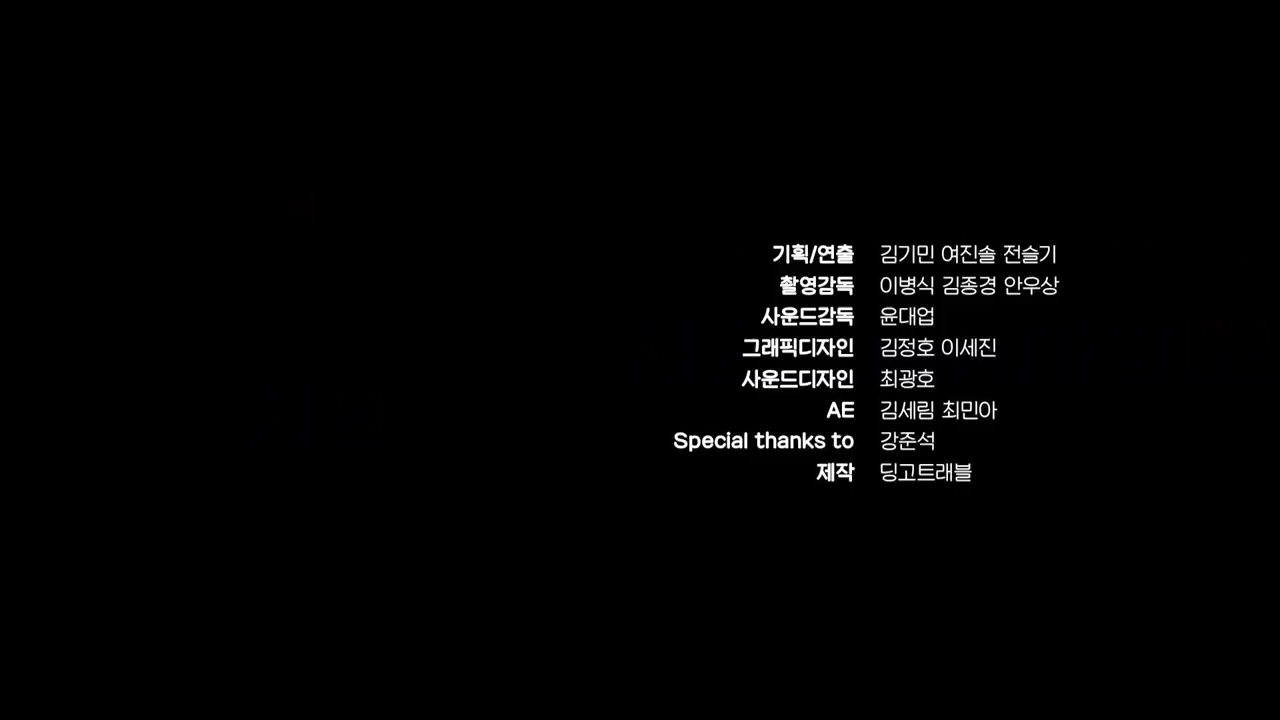 기획/연출 김기민 여진솔 전슬기
촬영감독 이병식 김종경 안우상
사운드감독 윤대업
그래픽디자인 김정호 이세진
사운드디자인 최광호
AE 김세림 최민아
Special thanks to 강준석
제작 딩고트래블